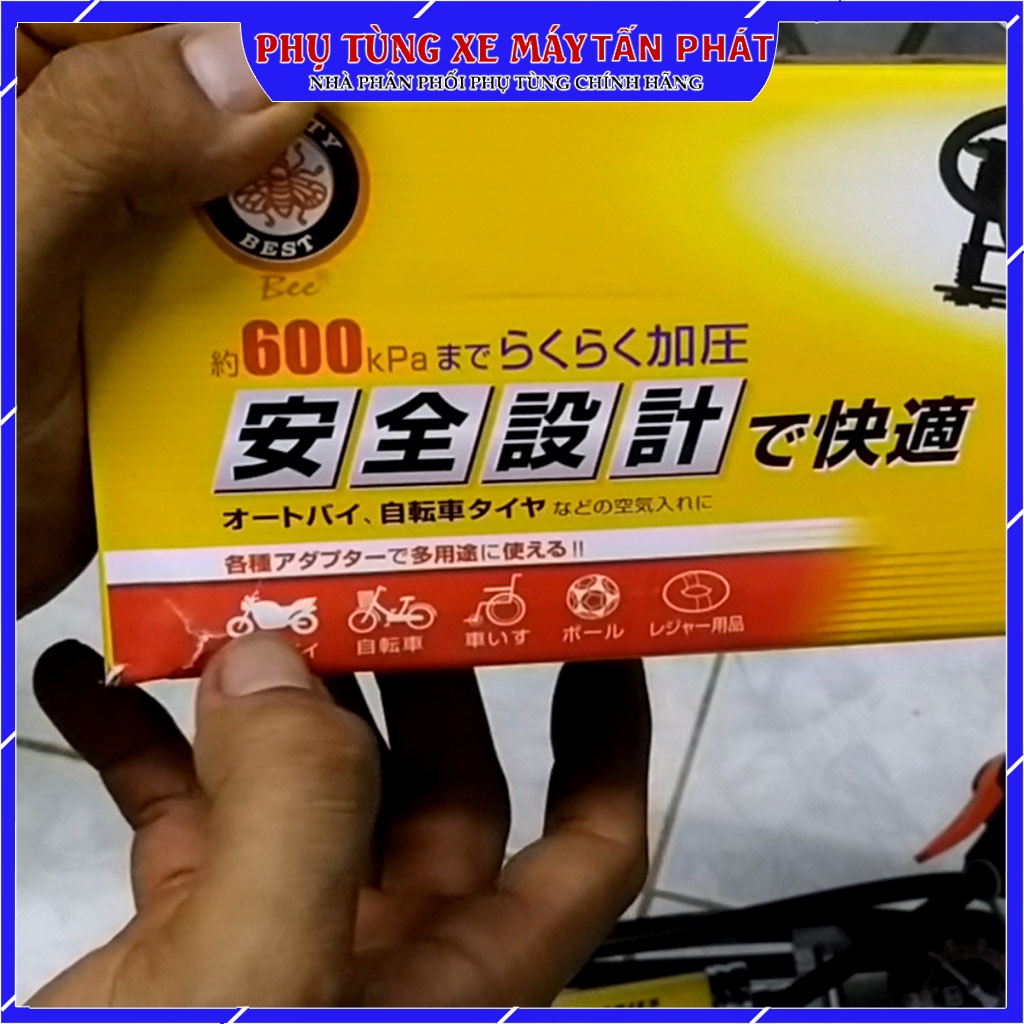 PHỤ TÙNG XE MÁY TẤN PHÁT
NHÀ PHÂN PHỐI PHỤ TÙNG CHÍNH HÃNG
BEST
Bee®
約600kPaまでらくらく加圧
安全設計で快適
オートバイ、自転車タイヤなどの空気入れに
各種アダプターで多用途に使える!!
自転車
車いす
ボール
レジャー用品